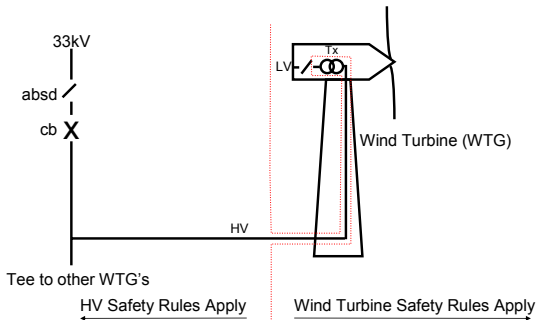 33kV
absd
cb
Tx
LV
Wind Turbine (WTG)
HV
Tee to other WTG's
HV Safety Rules Apply
Wind Turbine Safety Rules Apply